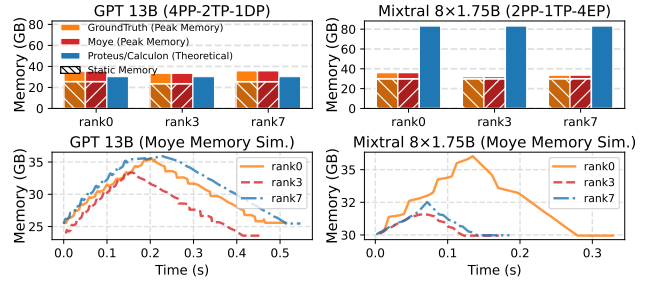 GPT 13B (4PP-2TP-1DP)
Memory (GB)
80
60
40
20
0
GroundTruth (Peak Memory)
Moye (Peak Memory)
Proteus/Calculon (Theoretical)
Static Memory
rank0
rank3
rank7
Mixtral 8×1.75B (2PP-1TP-4EP)
Memory (GB)
80
60
40
20
0
rank0
rank3
rank7
GPT 13B (Moye Memory Sim.)
Memory (GB)
35
30
25
rank0
rank3
rank7
0.0
0.1
0.2
0.3
0.4
0.5
Time (s)
Mixtral 8×1.75B (Moye Memory Sim.)
Memory (GB)
35
32
30
rank0
rank3
rank7
0.0
0.1
0.2
0.3
Time (s)